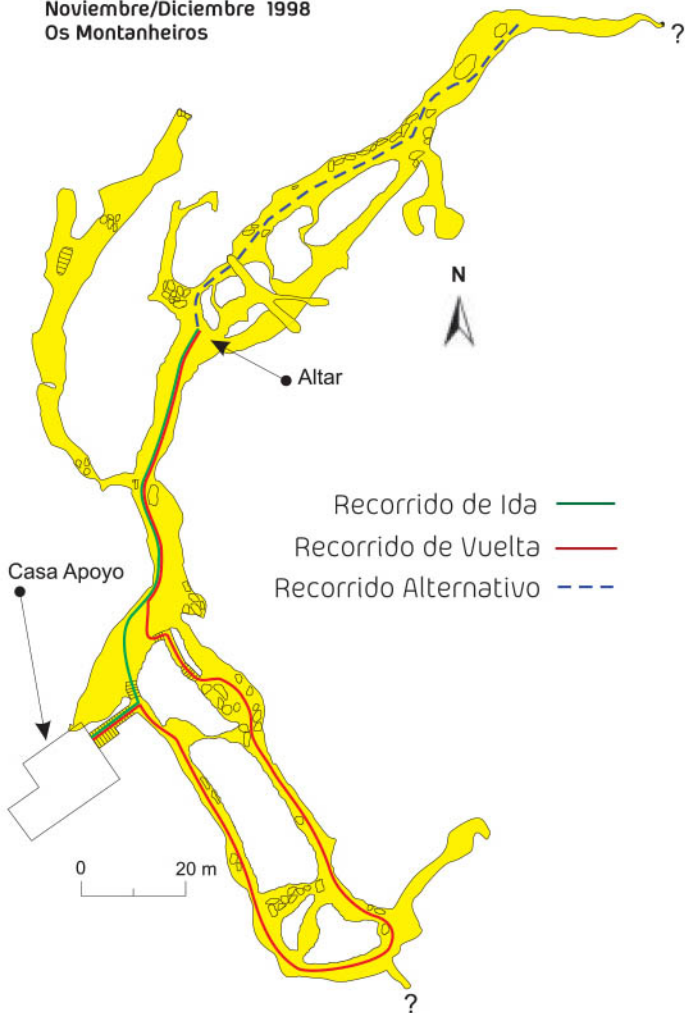 Noviembre/Diciembre 1998
Os Montanheiros
?
N
Altar
Recorrido de Ida
Recorrido de Vuelta
Casa Apoyo
Recorrido Alternativo
0 20 m
?